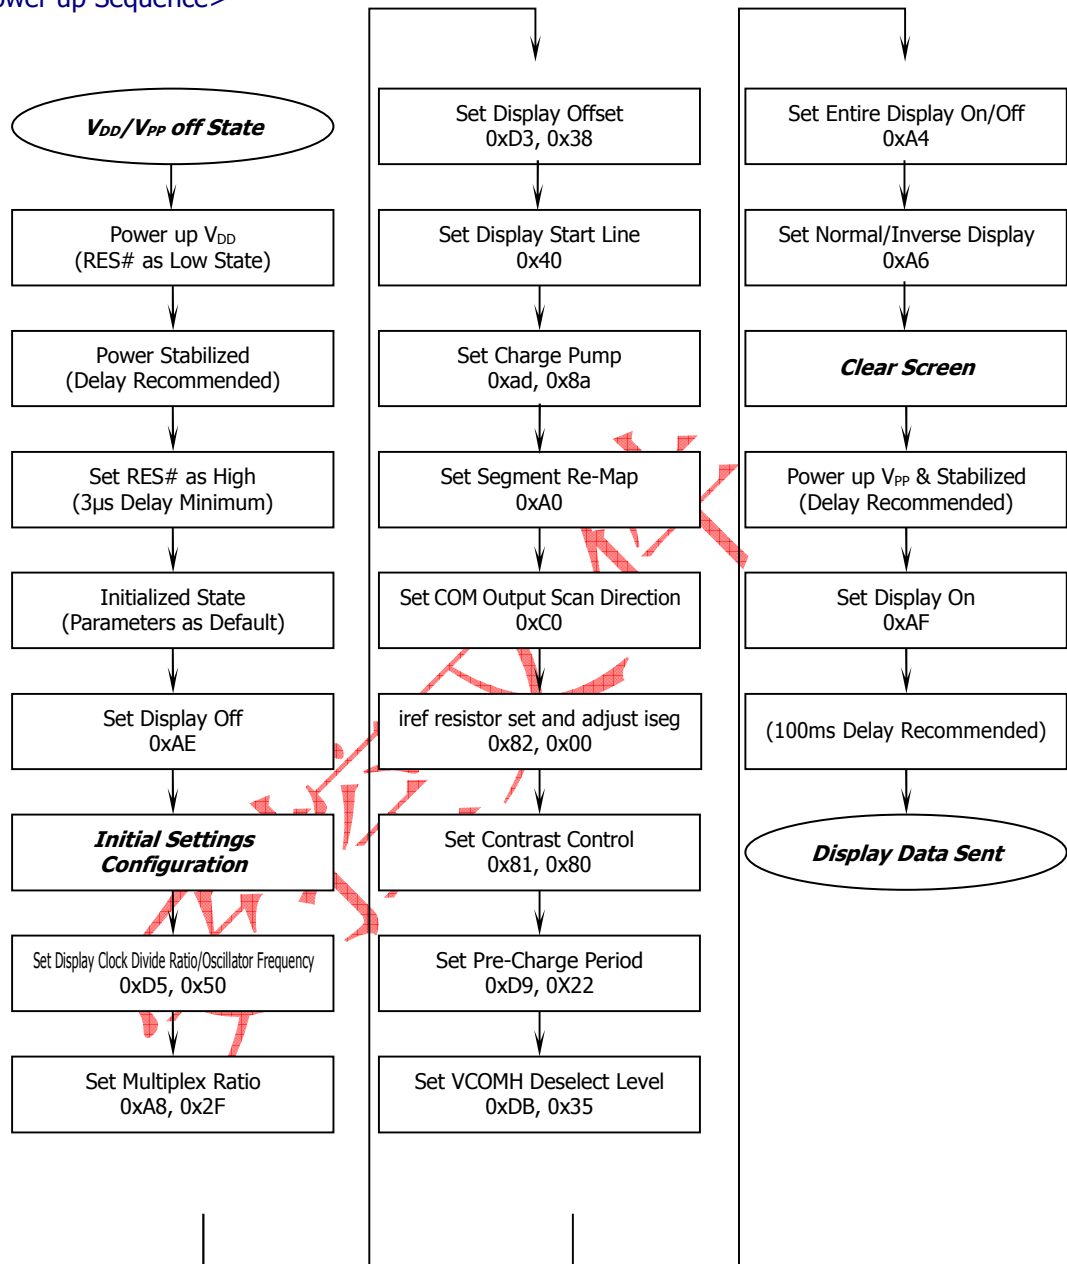 Power up Sequence>
V_DD/V_PP off State
Power up V_DD
(RES# as Low State)
Power Stabilized
(Delay Recommended)
Set RES# as High
(3μs Delay Minimum)
Initialized State
(Parameters as Default)
Set Display Off
0xAE
Initial Settings
Configuration
Set Display Clock Divide Ratio/Oscillator Frequency
0xD5, 0x50
Set Multiplex Ratio
0xA8, 0x2F
Set Display Offset
0xD3, 0x38
Set Display Start Line
0x40
Set Charge Pump
0xad, 0x8a
Set Segment Re-Map
0xA0
Set COM Output Scan Direction
0xC0
iref resistor set and adjust iseg
0x82, 0x00
Set Contrast Control
0x81, 0x80
Set Pre-Charge Period
0xD9, 0X22
Set VCOMH Deselect Level
0xDB, 0x35
Set Entire Display On/Off
0xA4
Set Normal/Inverse Display
0xA6
Clear Screen
Power up V_PP & Stabilized
(Delay Recommended)
Set Display On
0xAF
(100ms Delay Recommended)
Display Data Sent